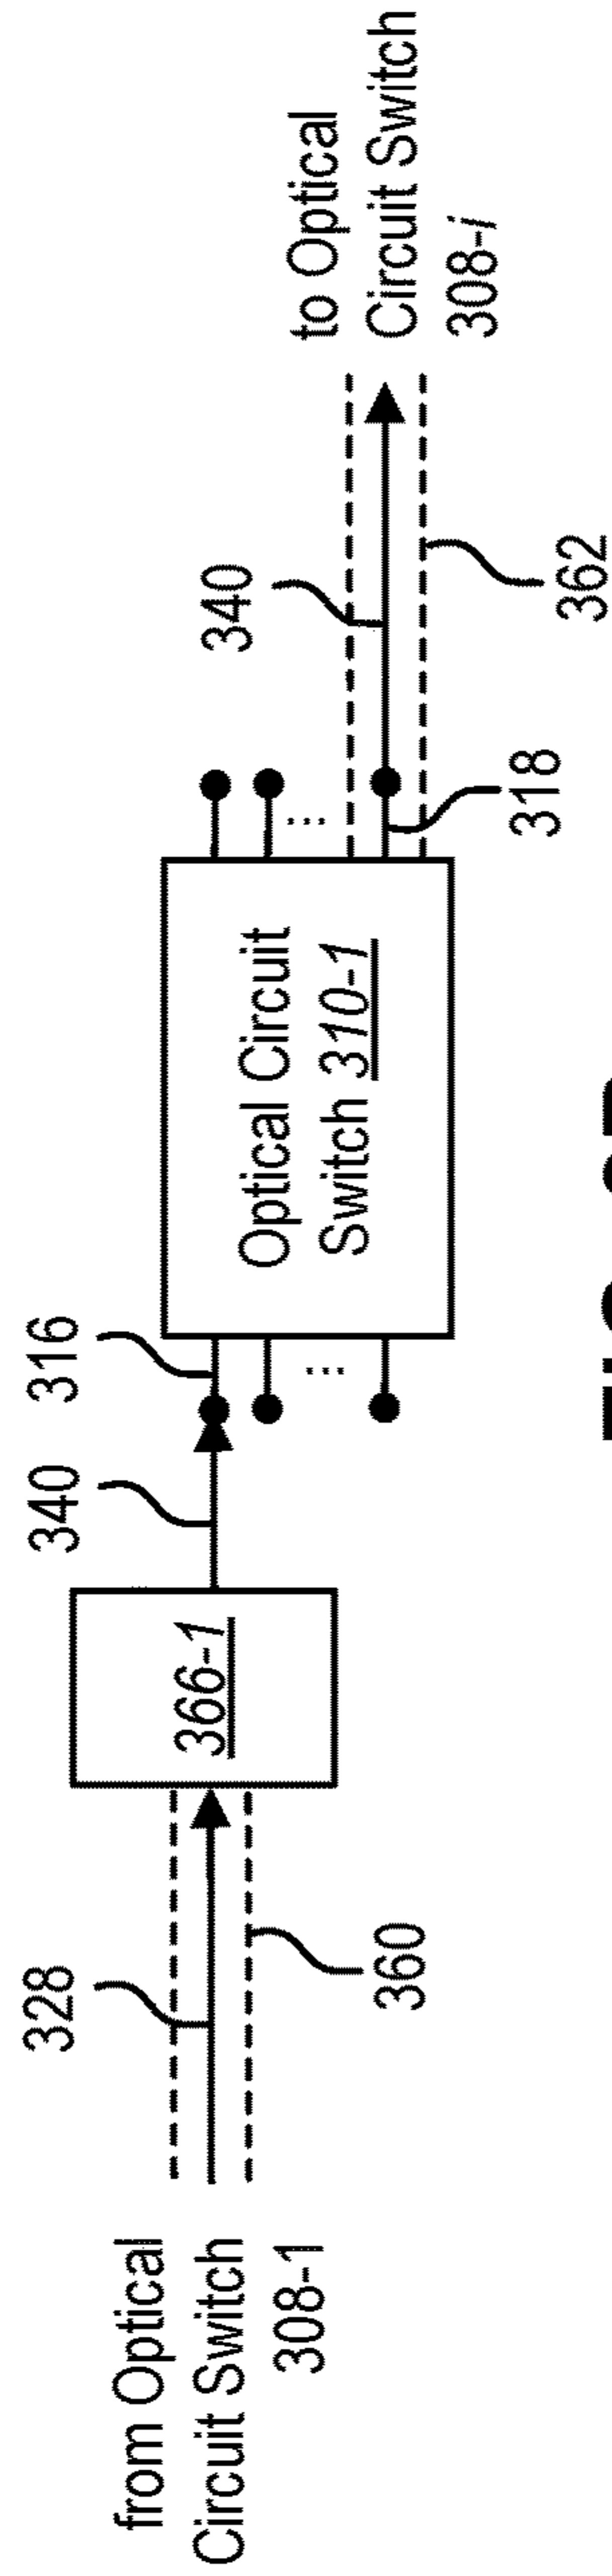 from Optical
Circuit Switch
308-1
328
360
366-1
340
316
Optical Circuit
Switch 310-1
318
340
362
to Optical
Circuit Switch
308-i